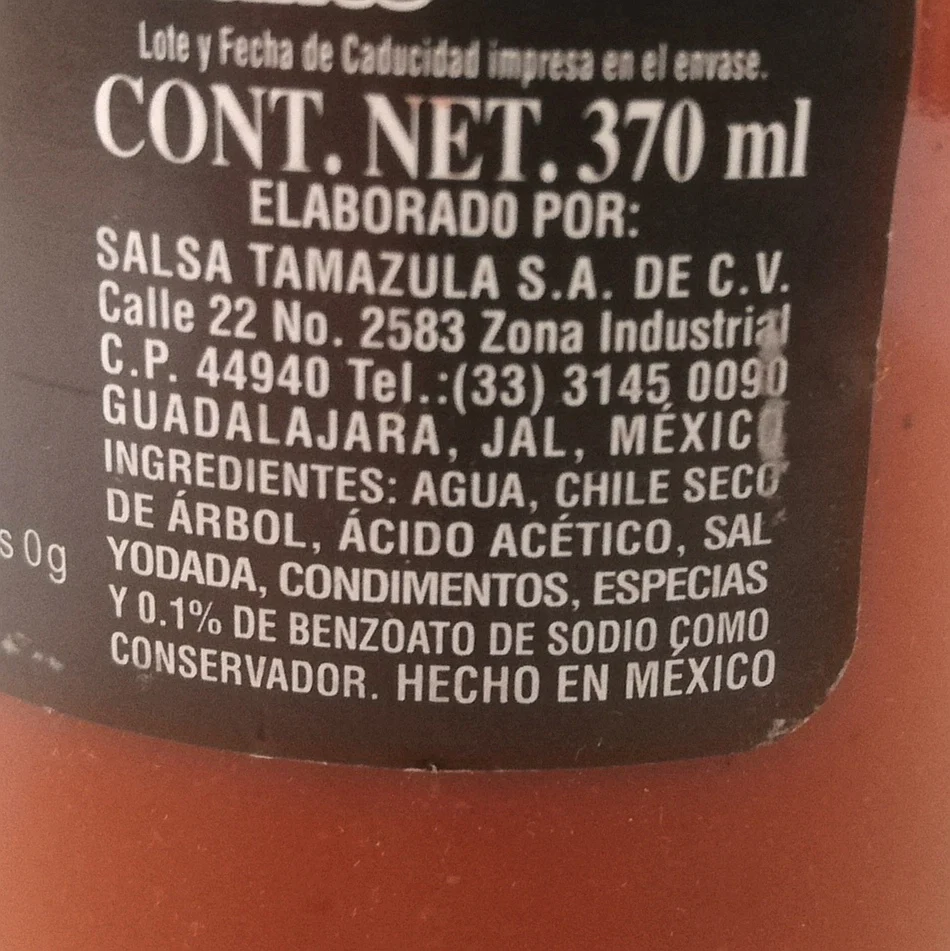 Lote y Fecha de Caducidad impresa en el envase.
CONT. NET. 370 ml
ELABORADO POR:
SALSA TAMAZULA S.A. DE C.V.
Calle 22 No. 2583 Zona Industrial
C.P. 44940 Tel.:(33) 3145 0090
GUADALAJARA, JAL, MÉXICO
INGREDIENTES: AGUA, CHILE SECO
DE ÁRBOL, ÁCIDO ACÉTICO, SAL
YODADA, CONDIMENTOS, ESPECIAS
Y 0.1% DE BENZOATO DE SODIO COMO
CONSERVADOR. HECHO EN MÉXICO
s 0g